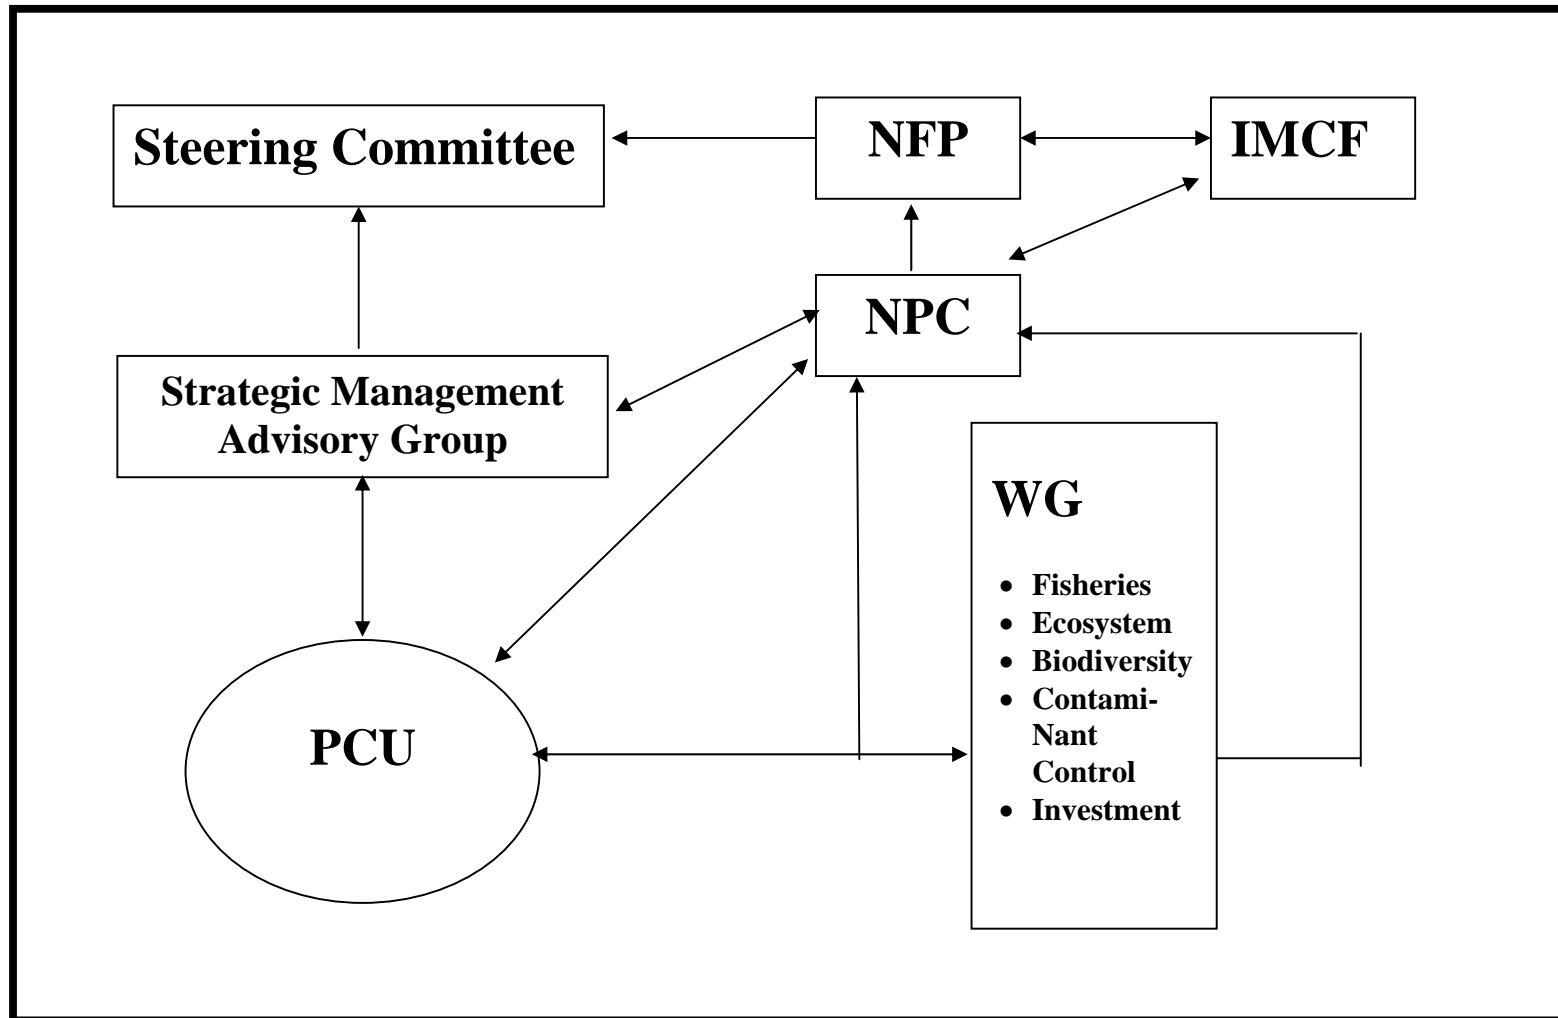 Steering Committee
NFP
IMCF
NPC
Strategic Management
Advisory Group
WG
• Fisheries
• Ecosystem
• Biodiversity
• Contami-
Nant
Control
• Investment
PCU